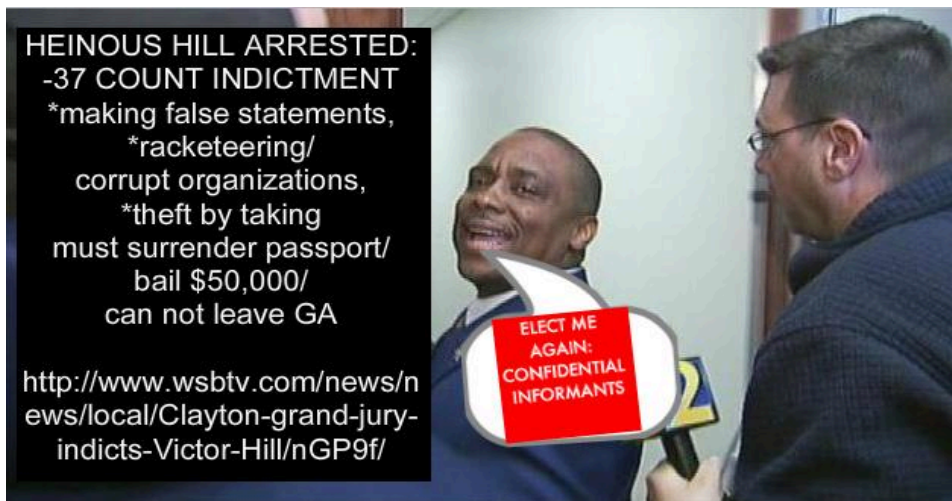 HEINOUS HILL ARRESTED:
-37 COUNT INDICTMENT
*making false statements,
*racketeering/
corrupt organizations,
*theft by taking
must surrender passport/
bail $50,000/
can not leave GA
http://www.wsbtv.com/news/n
ews/local/Clayton-grand-jury-
indicts-Victor-Hill/nGP9f/
ELECT ME
AGAIN:
CONFIDENTIAL
INFORMANTS
2